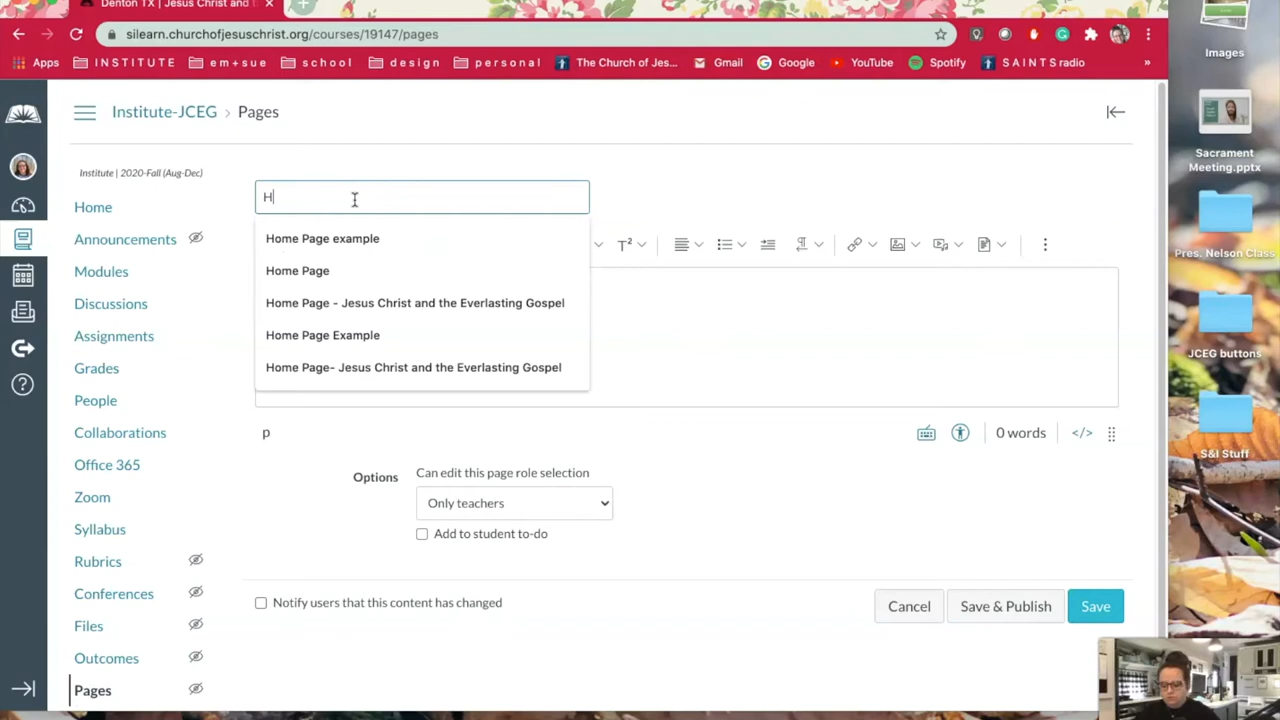 Denton TX | Jesus Christ and t
silearn.churchofjesuschrist.org/courses/19147/pages
Apps
INSTITUTE
em+sue
school
design
personal
The Church of Jes...
Gmail
Google
YouTube
Spotify
SAINTS radio
»
Images
Sacrament
Meeting.pptx
Pres. Nelson Class
JCEG buttons
S&I Stuff
Institute-JCEG › Pages
Institute | 2020-Fall (Aug-Dec)
Home
Announcements
Modules
Discussions
Assignments
Grades
People
Collaborations
Office 365
Zoom
Syllabus
Rubrics
Conferences
Files
Outcomes
Pages
H
Home Page example
Home Page
Home Page - Jesus Christ and the Everlasting Gospel
Home Page Example
Home Page- Jesus Christ and the Everlasting Gospel
T²
p
0 words
</>
Options
Can edit this page role selection
Only teachers
Add to student to-do
Notify users that this content has changed
Cancel
Save & Publish
Save